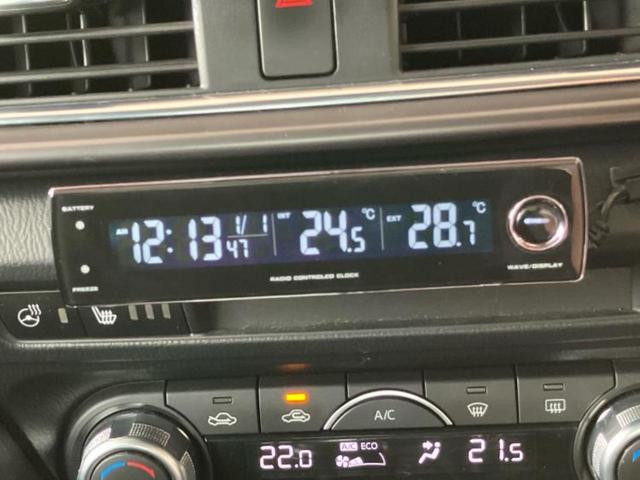 BATTERY
AM 12:13 1/1 47 INT 24.5°C EXT 28.7°C
FREEZE
RADIO CONTROLED CLOCK
WAVE/DISPLAY
A/C
22.0 A/C ECO 21.5